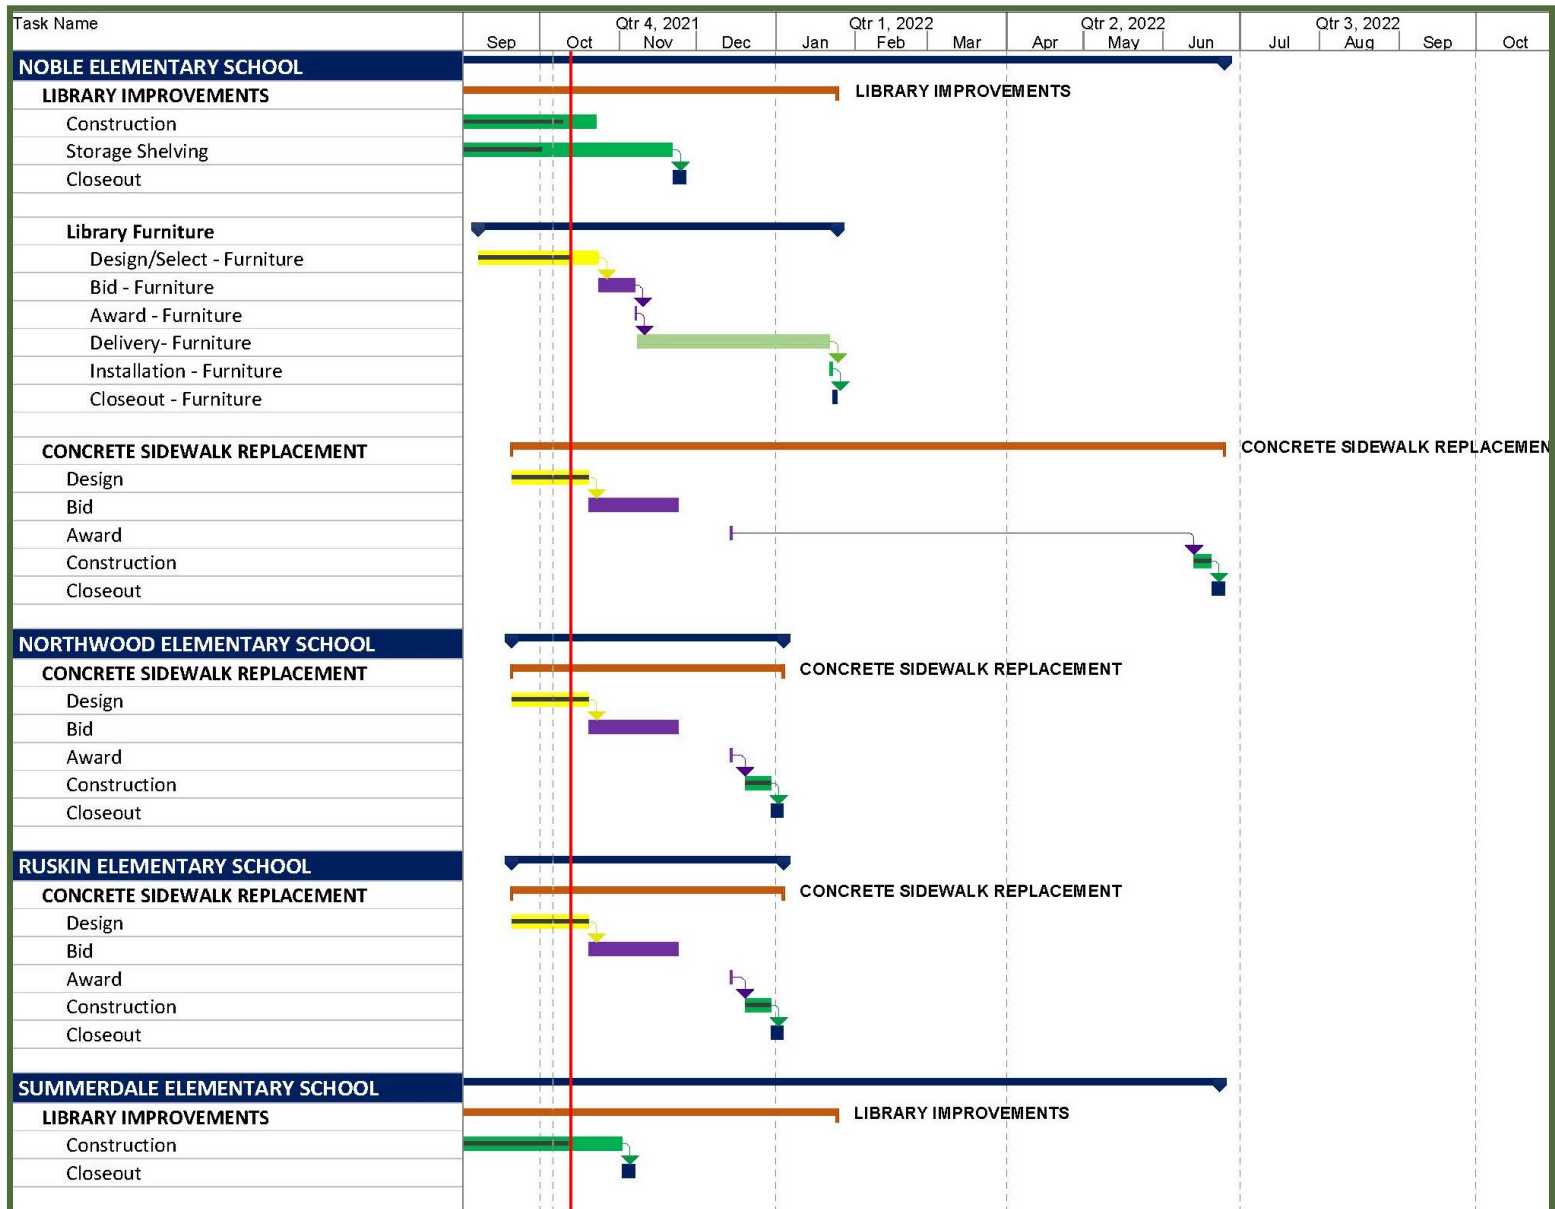 Task Name
Qtr 4, 2021 Qtr 1, 2022 Qtr 2, 2022 Qtr 3, 2022
Sep Oct Nov Dec Jan Feb Mar Apr May Jun Jul Aug Sep Oct
NOBLE ELEMENTARY SCHOOL
LIBRARY IMPROVEMENTS LIBRARY IMPROVEMENTS
Construction
Storage Shelving
Closeout
Library Furniture
Design/Select - Furniture
Bid - Furniture
Award - Furniture
Delivery- Furniture
Installation - Furniture
Closeout - Furniture
CONCRETE SIDEWALK REPLACEMENT CONCRETE SIDEWALK REPLACEMEN
Design
Bid
Award
Construction
Closeout
NORTHWOOD ELEMENTARY SCHOOL
CONCRETE SIDEWALK REPLACEMENT CONCRETE SIDEWALK REPLACEMENT
Design
Bid
Award
Construction
Closeout
RUSKIN ELEMENTARY SCHOOL
CONCRETE SIDEWALK REPLACEMENT CONCRETE SIDEWALK REPLACEMENT
Design
Bid
Award
Construction
Closeout
SUMMERDALE ELEMENTARY SCHOOL
LIBRARY IMPROVEMENTS LIBRARY IMPROVEMENTS
Construction
Closeout